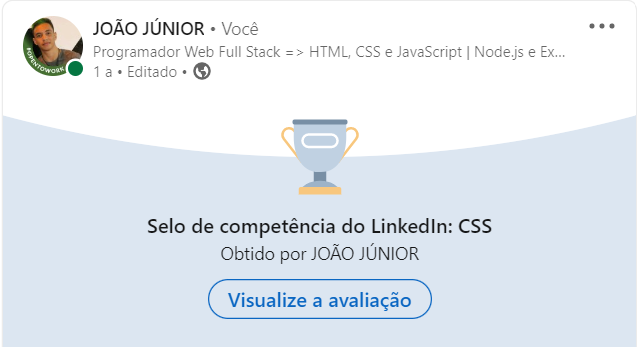 JOÃO JÚNIOR • Você
Programador Web Full Stack => HTML, CSS e JavaScript | Node.js e Ex...
1 a • Editado •
#OPENTOWORK
Selo de competência do LinkedIn: CSS
Obtido por JOÃO JÚNIOR
Visualize a avaliação